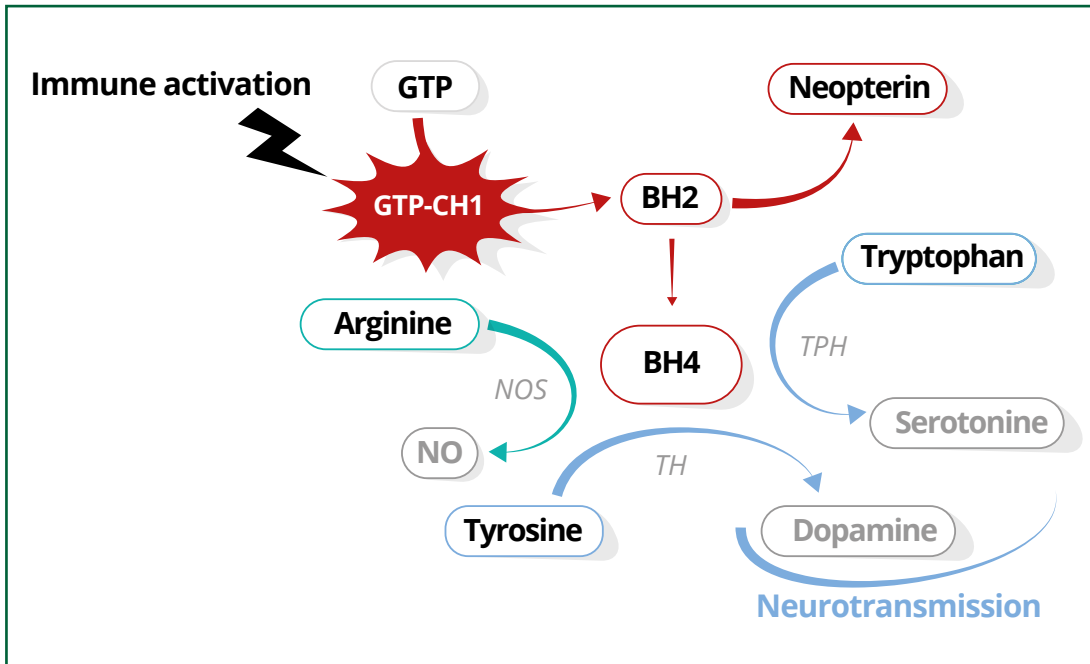 Immune activation
GTP
Neopterin
GTP-CH1
BH2
Tryptophan
Arginine
TPH
BH4
NOS
Serotonine
NO
TH
Tyrosine
Dopamine
Neurotransmission